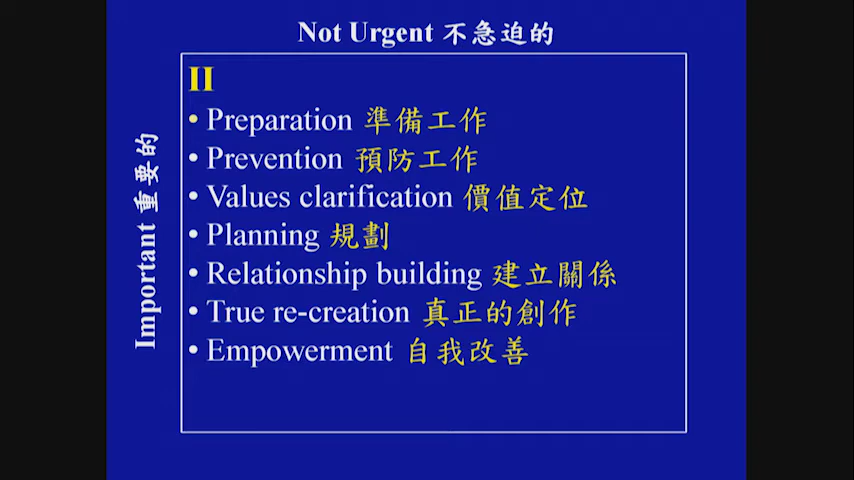 Not Urgent 不急迫的
Important 重要的
II
• Preparation 準備工作
• Prevention 預防工作
• Values clarification 價值定位
• Planning 規劃
• Relationship building 建立關係
• True re-creation 真正的創作
• Empowerment 自我改善